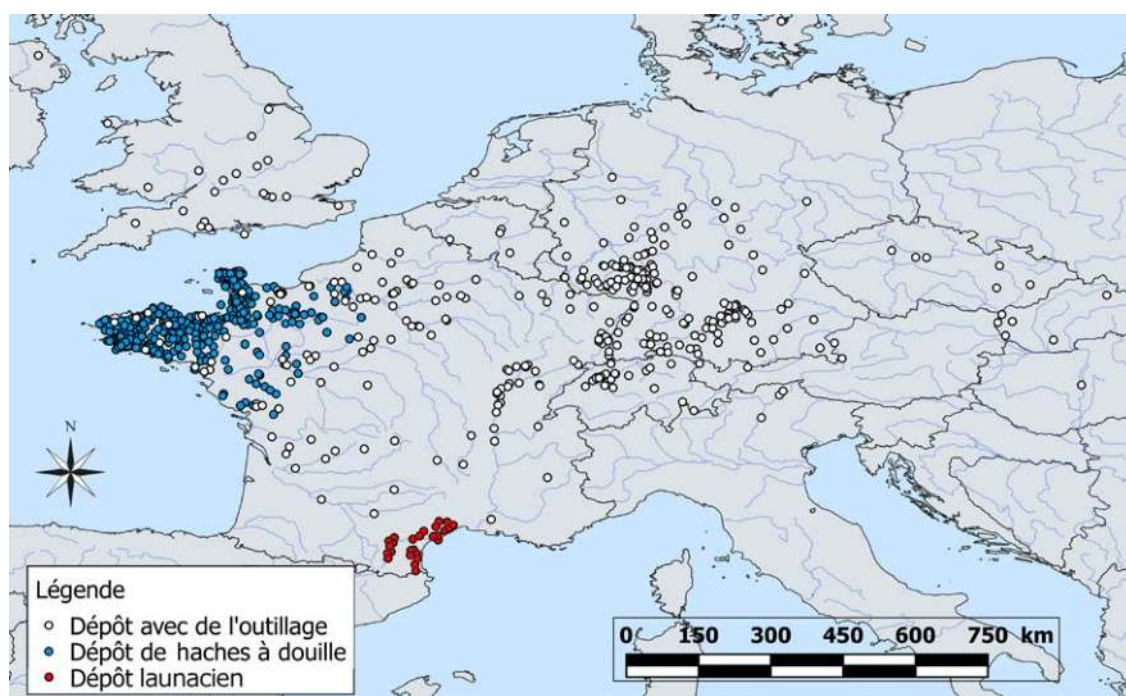 N
Légende
Dépôt avec de l'outillage
Dépôt de haches à douille
Dépôt launacien
0 150 300 450 600 750 km